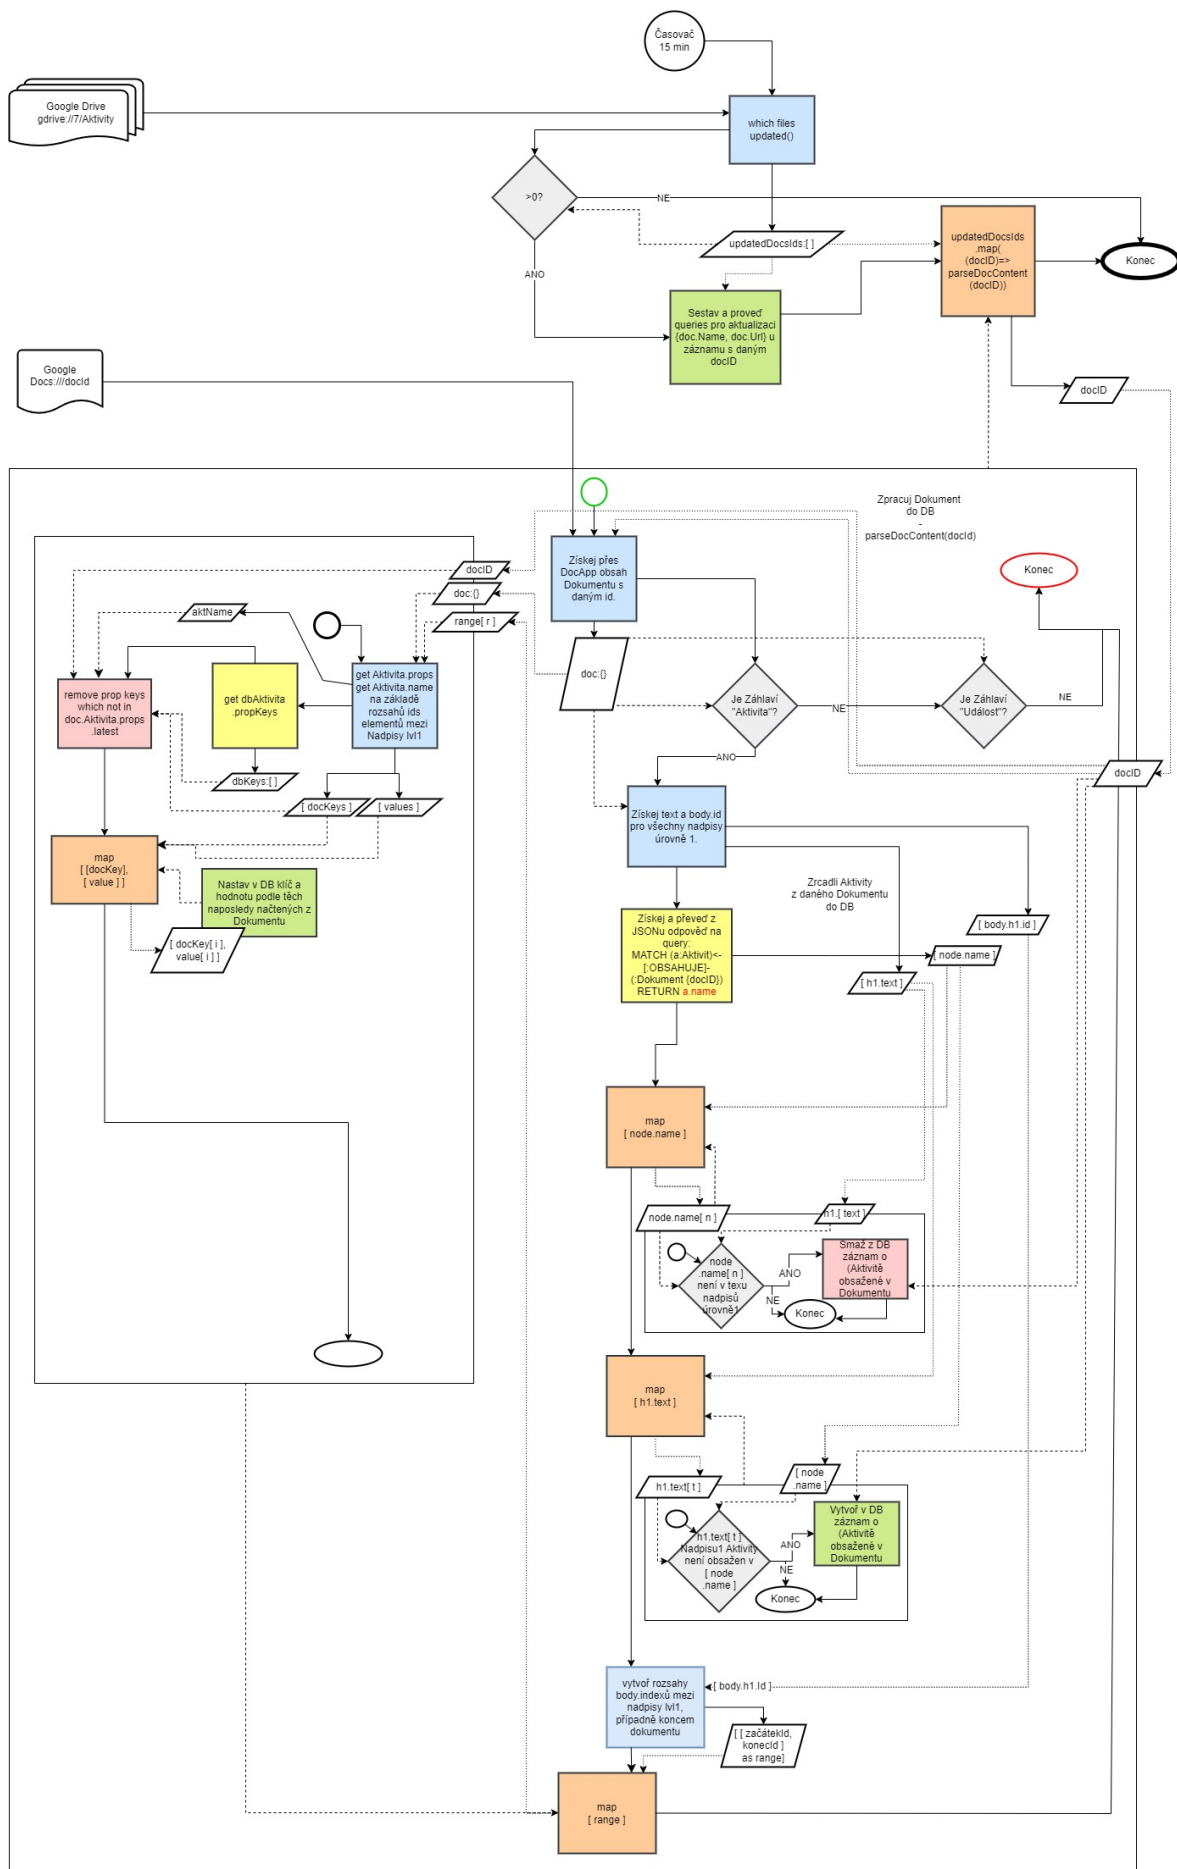 Časovač
15 min
Google Drive
gdrive://7/Aktivity
which files
updated()
>0?
NE
updatedDocsIds:[ ]
updatedDocsIds
.map(
(docID)=>
parseDocContent
(docID))
Konec
ANO
Sestav a proveď
queries pro aktualizaci
{doc.Name, doc.Url} u
záznamu s daným
docID
Google
Docs:///docId
docID
Zpracuj Dokument
do DB
-
parseDocContent(docId)
Získej přes
DocApp obsah
Dokumentu s
daným id.
Konec
docID
doc:{}
range[ r ]
aktName
remove prop keys
which not in
doc.Aktivita.props
.latest
get dbAktivita
.propKeys
get Aktivita.props
get Aktivita.name
na základě
rozsahů ids
elementů mezi
Nadpisy lvl1
doc:{}
Je Záhlaví
"Aktivita"?
NE
Je Záhlaví
"Událost"?
NE
ANO
docID
dbKeys:[ ]
[ docKeys ]
[ values ]
Získej text a body.id
pro všechny nadpisy
úrovně 1.
map
[ [docKey],
[ value ] ]
Nastav v DB klíč a
hodnotu podle těch
naposledy načtených z
Dokumentu
[ docKey[ i ],
value[ i ] ]
Zrcadli Aktivity
z daného Dokumentu
do DB
Získej a převeď z
JSONu odpověď na
query:
MATCH (a:Aktivit)<-
[:OBSAHUJE]-
(:Dokument {docID})
RETURN a.name
[ body.h1.id ]
[ node.name ]
[ h1.text ]
map
[ node.name ]
node.name[ n ]
h1.[ text ]
node
.name[ n ]
není v texu
nadpisů
úrovně1
ANO
NE
Smaž z DB
záznam o
(Aktivitě
obsažené v
Dokumentu
Konec
map
[ h1.text ]
h1.text[ t ]
[ node
.name ]
h1.text[ t ]
Nadpisu1 Aktivity
není obsažen v
[ node
.name ]
ANO
NE
Vytvoř v DB
záznam o
(Aktivitě
obsažené v
Dokumentu
Konec
vytvoř rozsahy
body.indexů mezi
nadpisy lvl1,
případně koncem
dokumentu
[ body.h1.Id ]
[ [ začátekId,
konecId ]
as range]
map
[ range ]